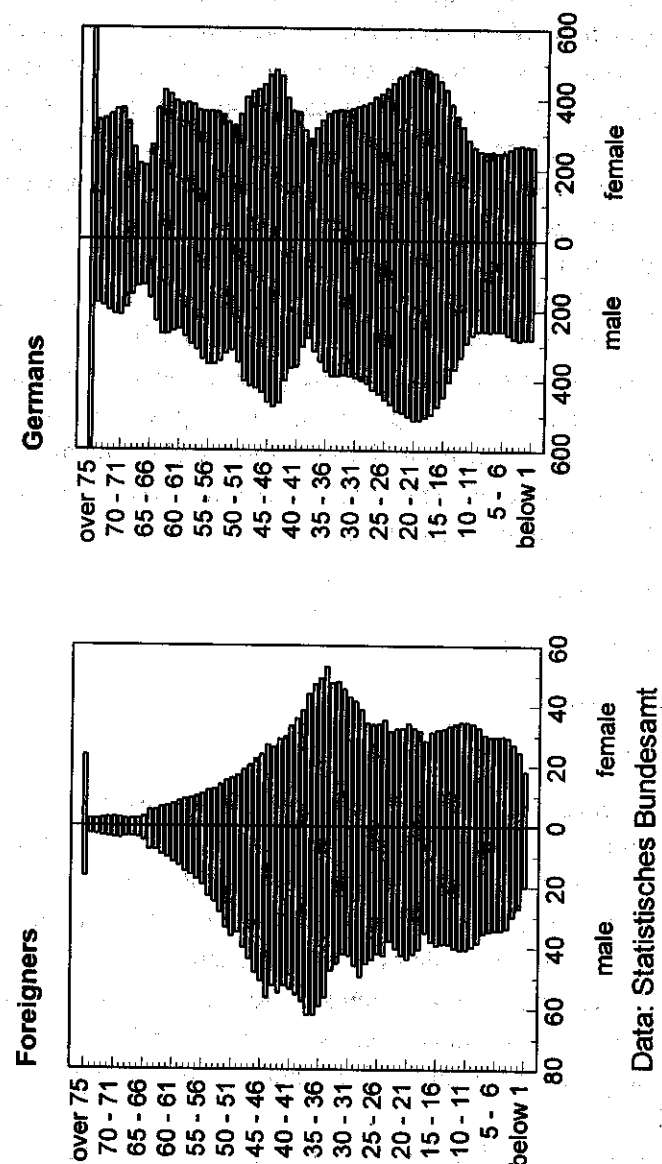 Foreigners
over 75
70 - 71
65 - 66
60 - 61
55 - 56
50 - 51
45 - 46
40 - 41
35 - 36
30 - 31
25 - 26
20 - 21
15 - 16
10 - 11
5 - 6
below 1
80 60 40 20 0 20 40 60
male female
Germans
over 75
70 - 71
65 - 66
60 - 61
55 - 56
50 - 51
45 - 46
40 - 41
35 - 36
30 - 31
25 - 26
20 - 21
15 - 16
10 - 11
5 - 6
below 1
600 400 200 0 200 400 600
male female
Data: Statistisches Bundesamt